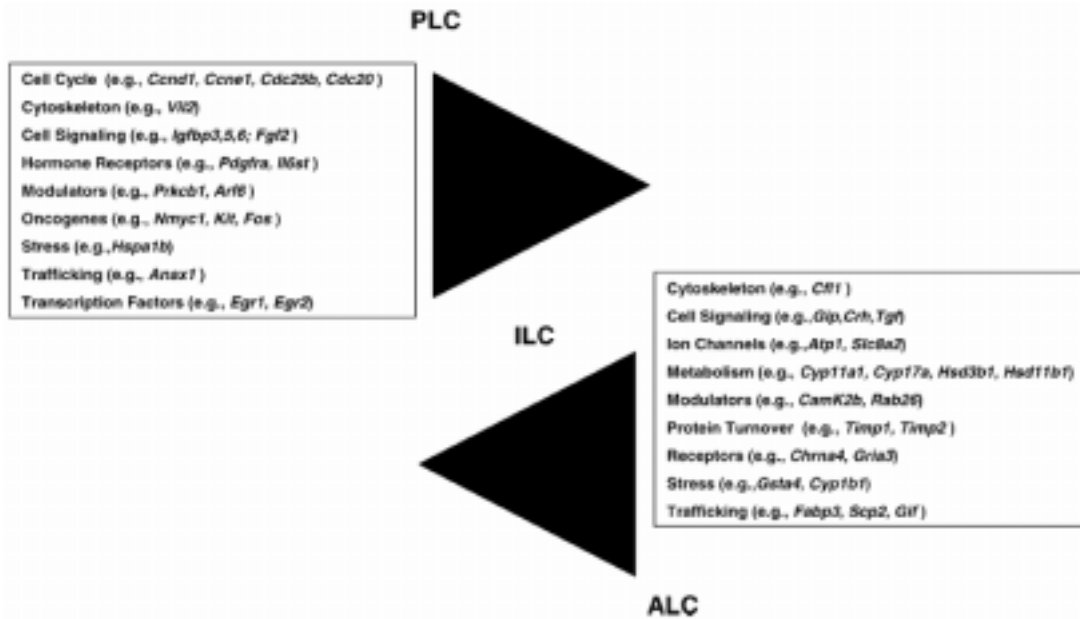 PLC
Cell Cycle (e.g., Ccnd1, Ccne1, Cdc25b, Cdc20 )
Cytoskeleton (e.g., Vil2)
Cell Signaling (e.g., Igfbp3,5,6; Fgf2 )
Hormone Receptors (e.g., Pdgfra, Il6st )
Modulators (e.g., Prkcb1, Arf6 )
Oncogenes (e.g., Nmyc1, Kit, Fos )
Stress (e.g.,Hspa1b)
Trafficking (e.g., Anax1 )
Transcription Factors (e.g., Egr1, Egr2)
ILC
Cytoskeleton (e.g., Cfl1 )
Cell Signaling (e.g.,Gip,Crh,Tgf)
Ion Channels (e.g.,Atp1, Slc8a2)
Metabolism (e.g., Cyp11a1, Cyp17a, Hsd3b1, Hsd11b1)
Modulators (e.g., CamK2b, Rab26)
Protein Turnover (e.g., Timp1, Timp2 )
Receptors (e.g., Chrna4, Gria3)
Stress (e.g.,Gsta4, Cyp1b1)
Trafficking (e.g., Fabp3, Scp2, Gif )
ALC